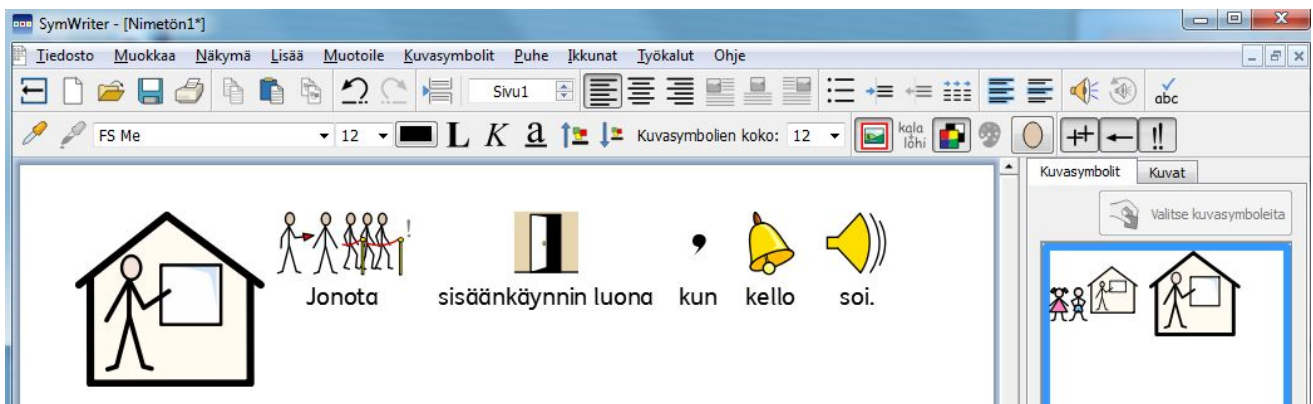 SymWriter - [Nimetön1*]
Tiedosto Muokkaa Näkymä Lisää Muotoile Kuvasymbolit Puhe Ikkunat Työkalut Ohje
Sivu1 abc
FS Me 12 L K a Kuvasymbolien koko: 12 kala lohi
Kuvasymbolit Kuvat
Valitse kuvasymboleita
Jonota sisäänkäynnin luona kun kello soi.